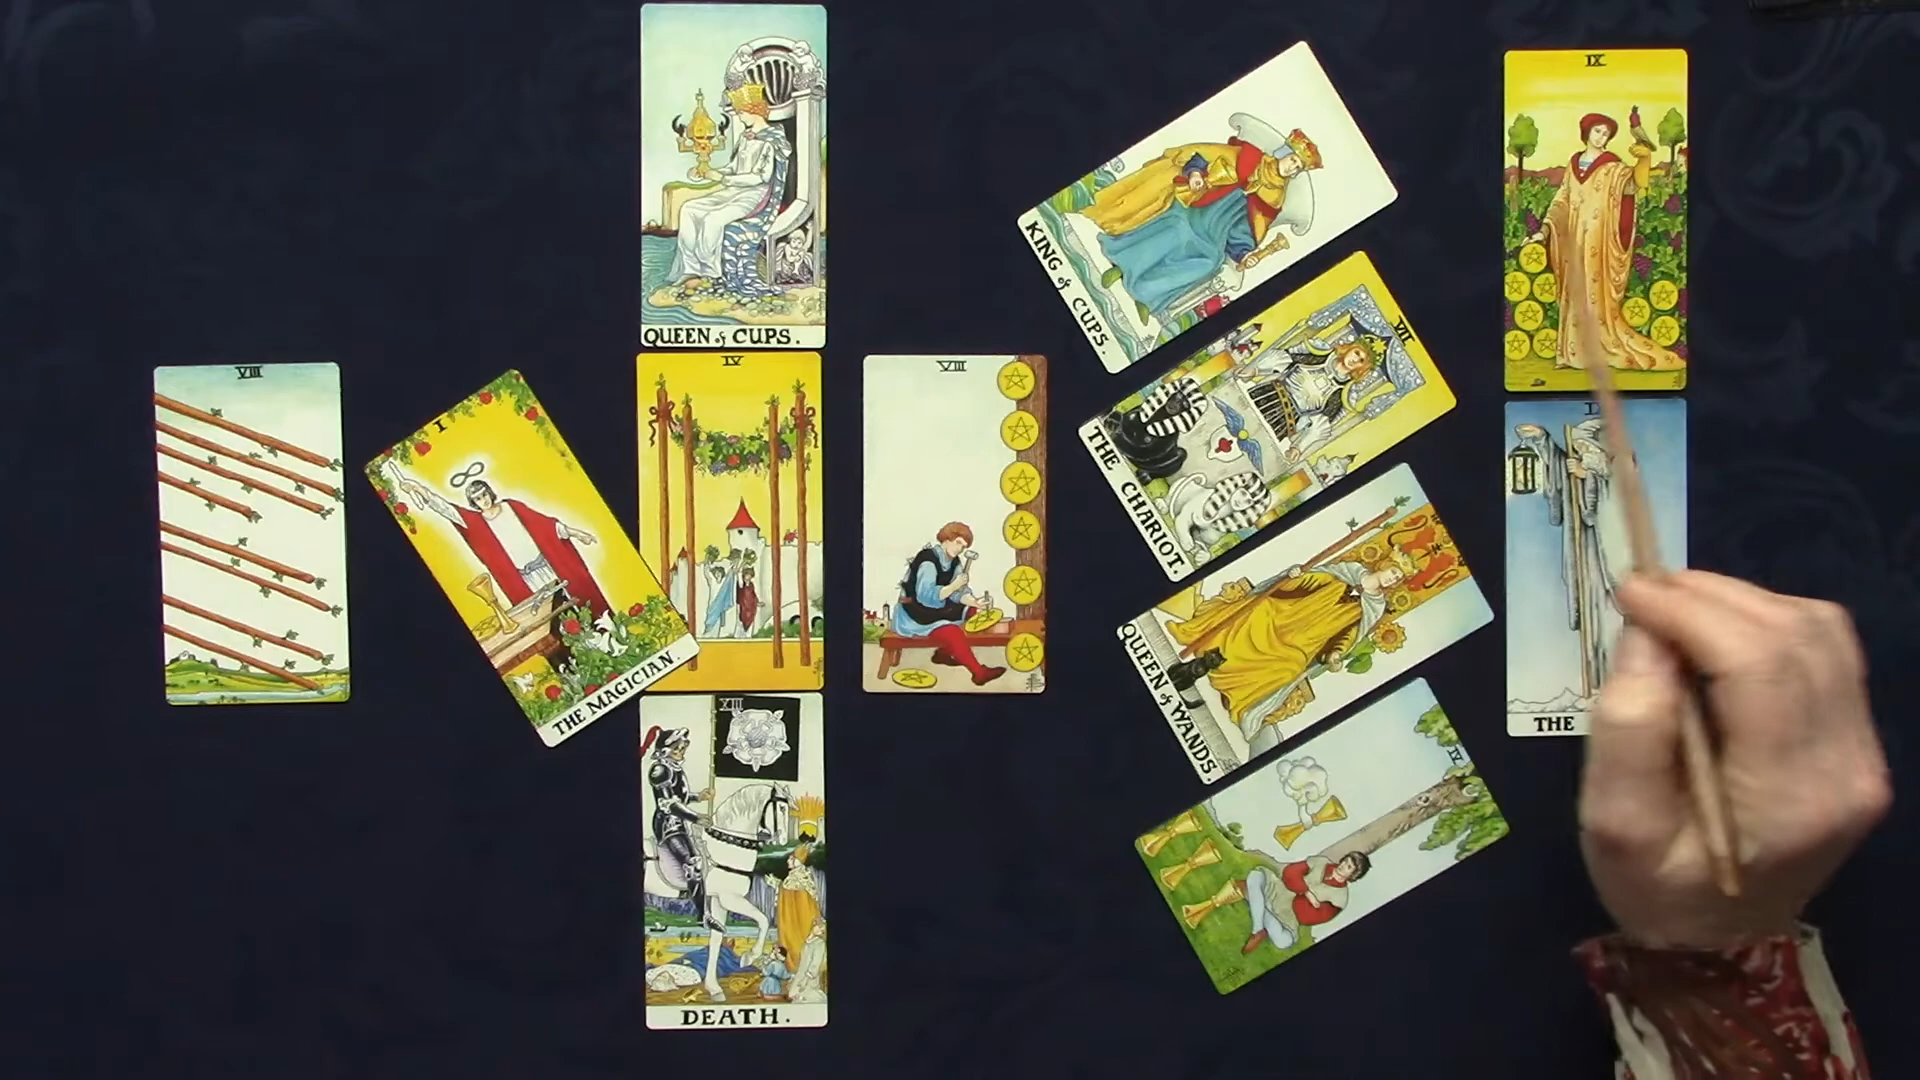 QUEEN of CUPS.
VIII
I
THE MAGICIAN.
IV
XIII
DEATH.
VIII
KING of CUPS.
VII
THE CHARIOT.
QUEEN of WANDS.
IV
IX
THE